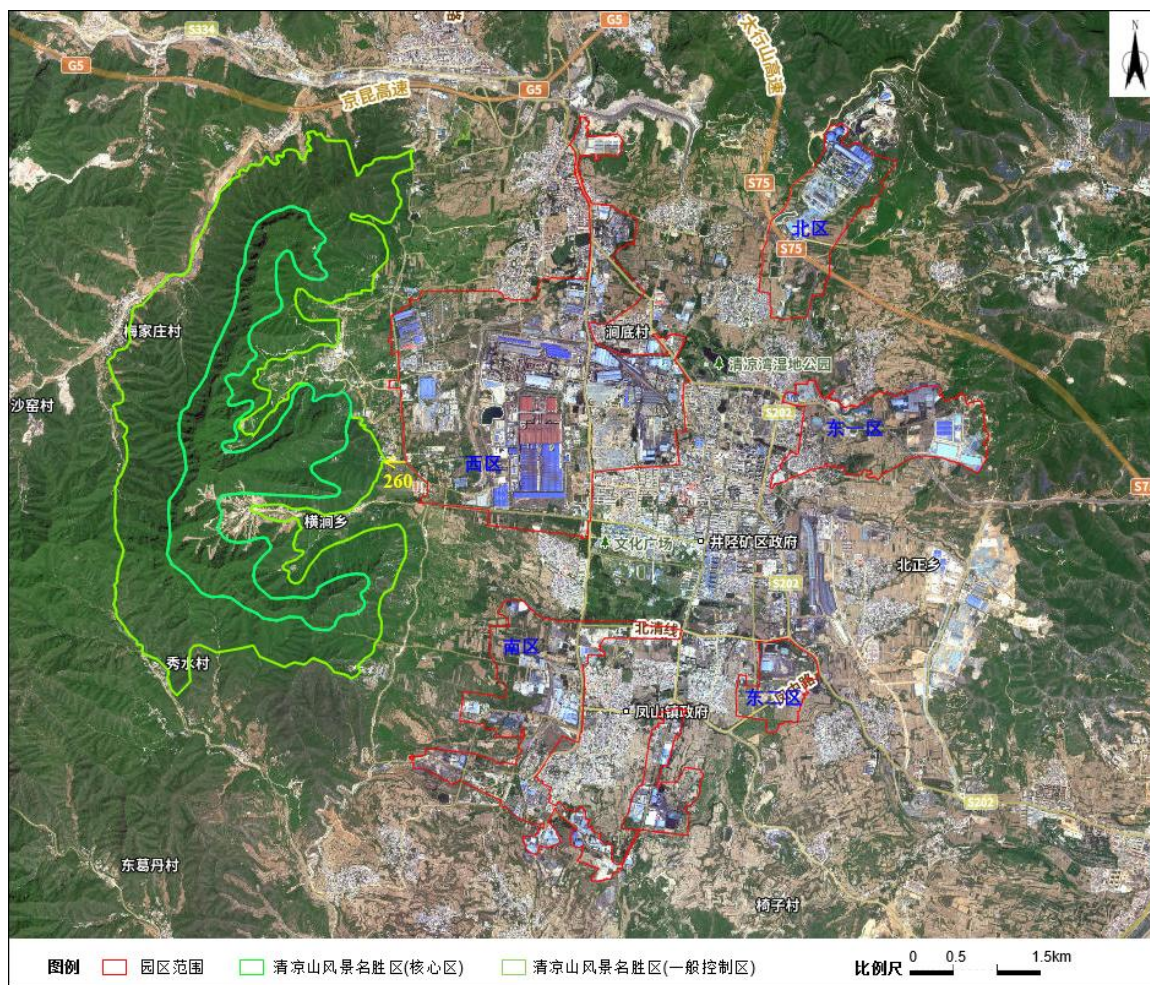 S334
G5
G5
G5
京昆高速
太行山高速
N
S75
北区
S75
梅家庄村
涧底村
清凉湾湿地公园
沙窑村
S202
东一区
西区
260
横涧乡
文化广场
井陉矿区政府
S202
北正乡
北清线
南区
秀水村
东二区
中路
凤山镇政府
S202
东葛丹村
椅子村
图例
园区范围
清凉山风景名胜区(核心区)
清凉山风景名胜区(一般控制区)
比例尺
0 0.5 1.5km